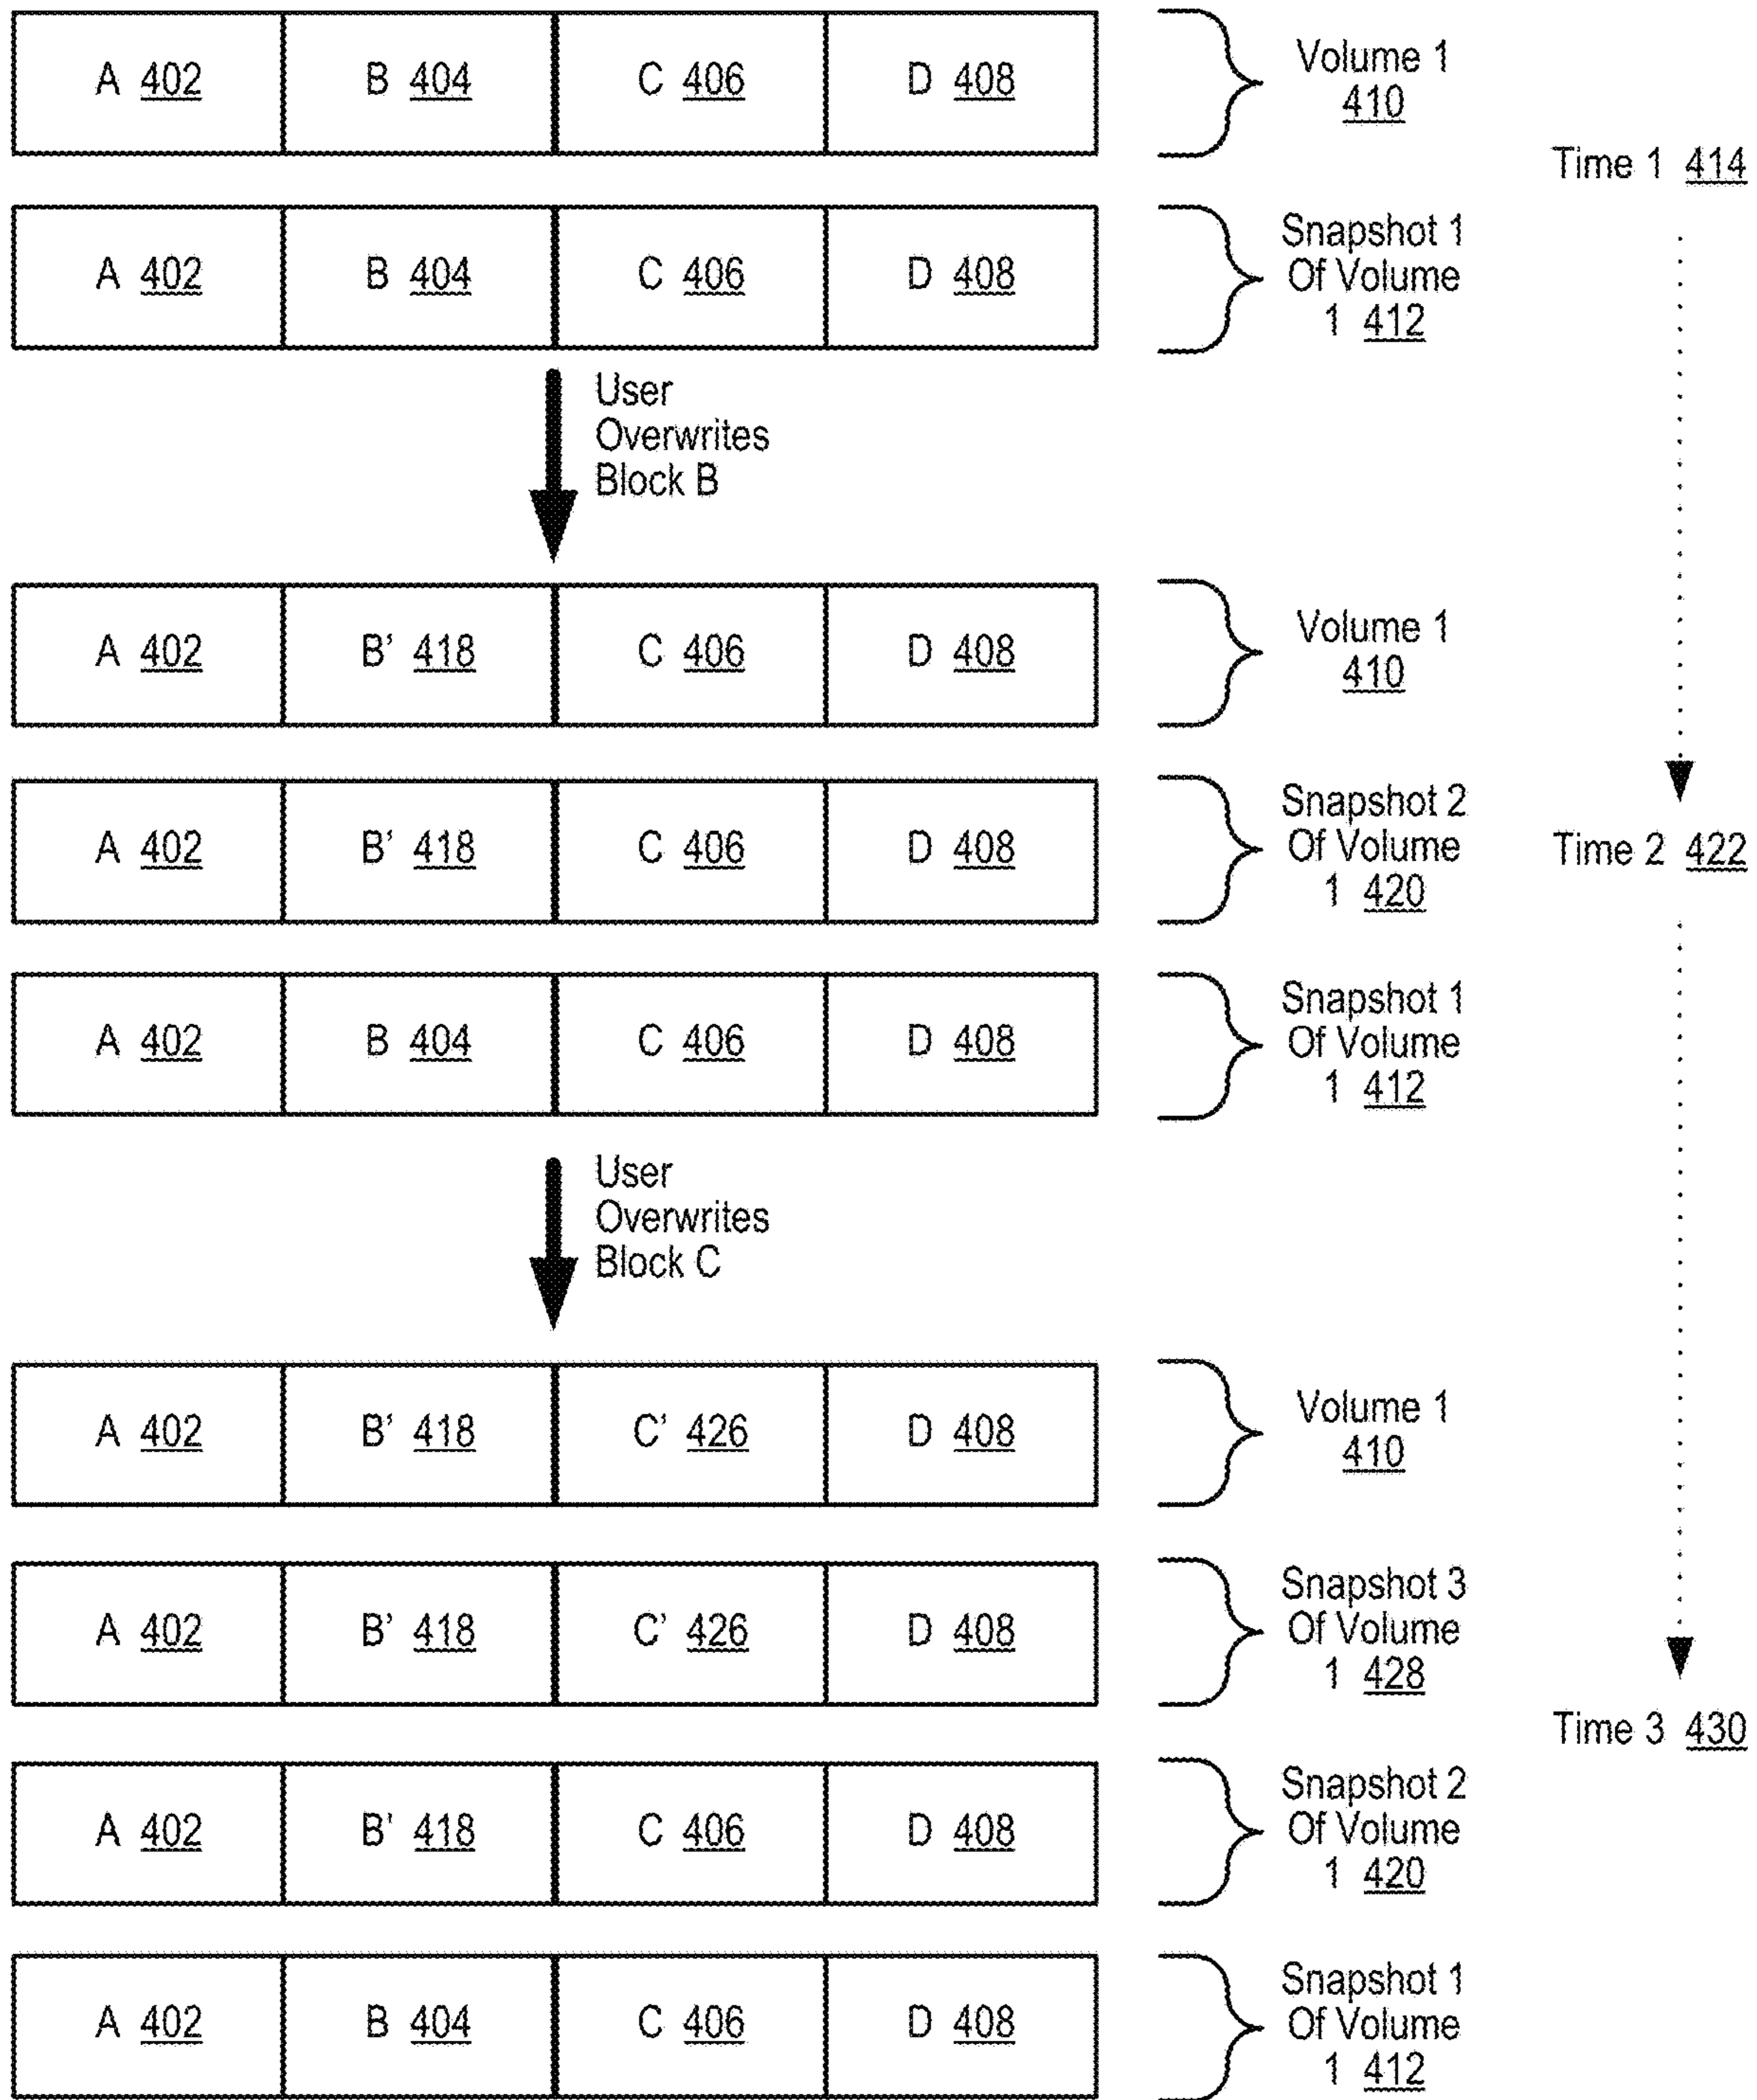 A 402 B 404 C 406 D 408
Volume 1
410
Time 1 414
A 402 B 404 C 406 D 408
Snapshot 1
Of Volume
1 412
User
Overwrites
Block B
A 402 B' 418 C 406 D 408
Volume 1
410
A 402 B' 418 C 406 D 408
Snapshot 2
Of Volume
1 420
Time 2 422
A 402 B 404 C 406 D 408
Snapshot 1
Of Volume
1 412
User
Overwrites
Block C
A 402 B' 418 C' 426 D 408
Volume 1
410
A 402 B' 418 C' 426 D 408
Snapshot 3
Of Volume
1 428
Time 3 430
A 402 B' 418 C 406 D 408
Snapshot 2
Of Volume
1 420
A 402 B 404 C 406 D 408
Snapshot 1
Of Volume
1 412